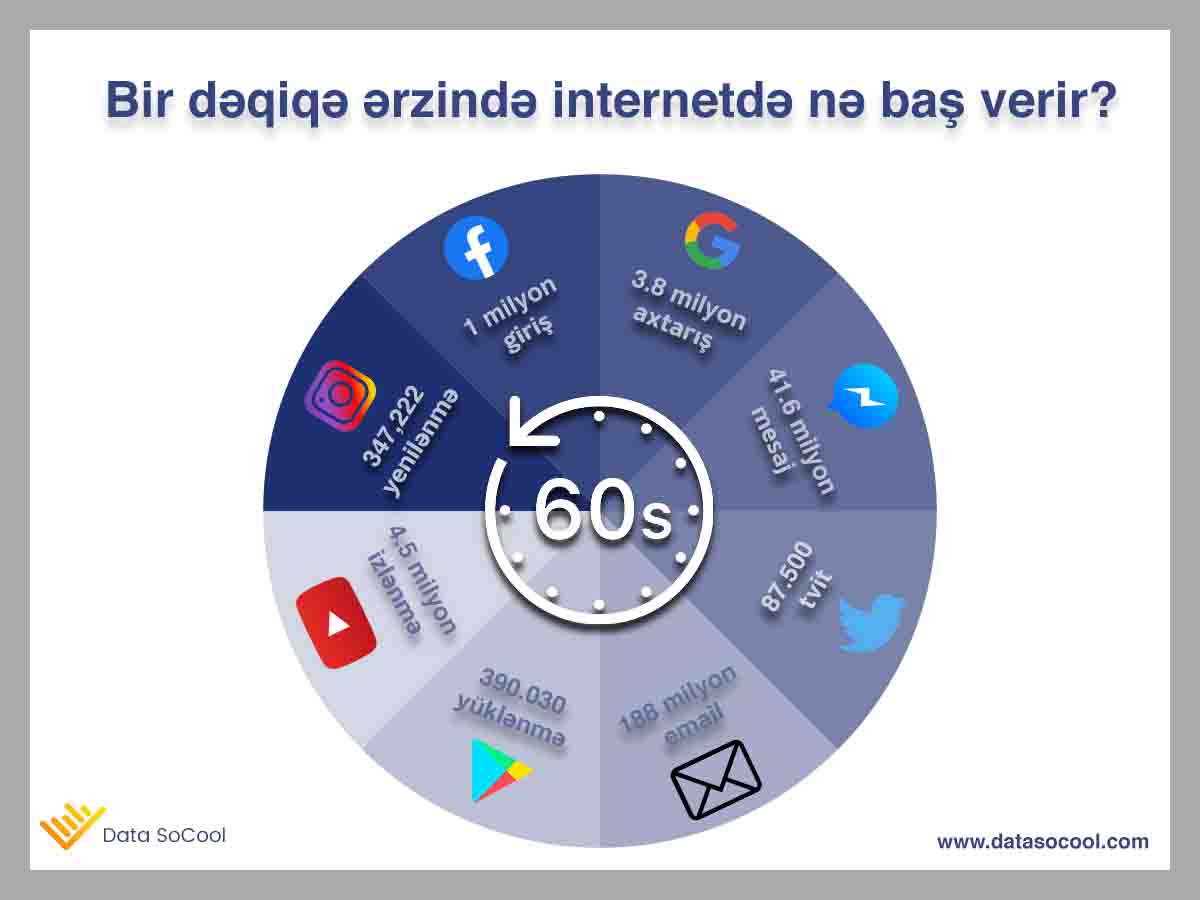 Bir dəqiqə ərzində internetdə nə baş verir?
1 milyon
giriş
3.8 milyon
axtarış
41.6 milyon
mesaj
87.500
tvit
188 milyon
email
390.030
yüklənmə
4.5 milyon
izlənmə
347,222
yenilənmə
60s
Data SoCool
www.datasocool.com